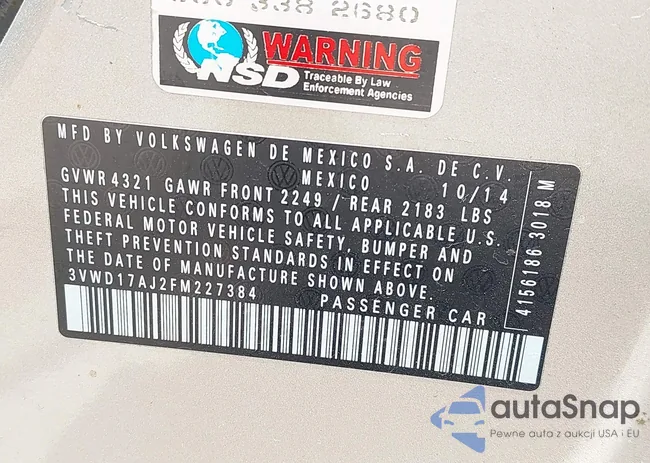 338 2680
NSD
WARNING
Traceable By Law
Enforcement Agencies
MFD BY VOLKSWAGEN DE MEXICO S.A. DE C.V.
MEXICO 10/14
GVWR 4321 GAWR FRONT 2249 / REAR 2183 LBS
THIS VEHICLE CONFORMS TO ALL APPLICABLE U.S.
FEDERAL MOTOR VEHICLE SAFETY, BUMPER AND
THEFT PREVENTION STANDARDS IN EFFECT ON
THE DATE OF MANUFACTURE SHOWN ABOVE.
3VWD17AJ2FM227384
PASSENGER CAR
4156186 3018 M
autaSnap
Pewne auta z aukcji USA i EU